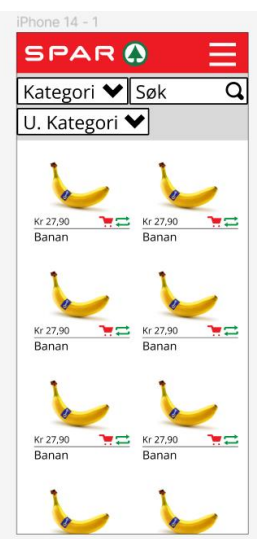 iPhone 14 - 1
SPAR
Kategori Søk
U. Kategori
Kr 27,90 Kr 27,90
Banan Banan
Kr 27,90 Kr 27,90
Banan Banan
Kr 27,90 Kr 27,90
Banan Banan